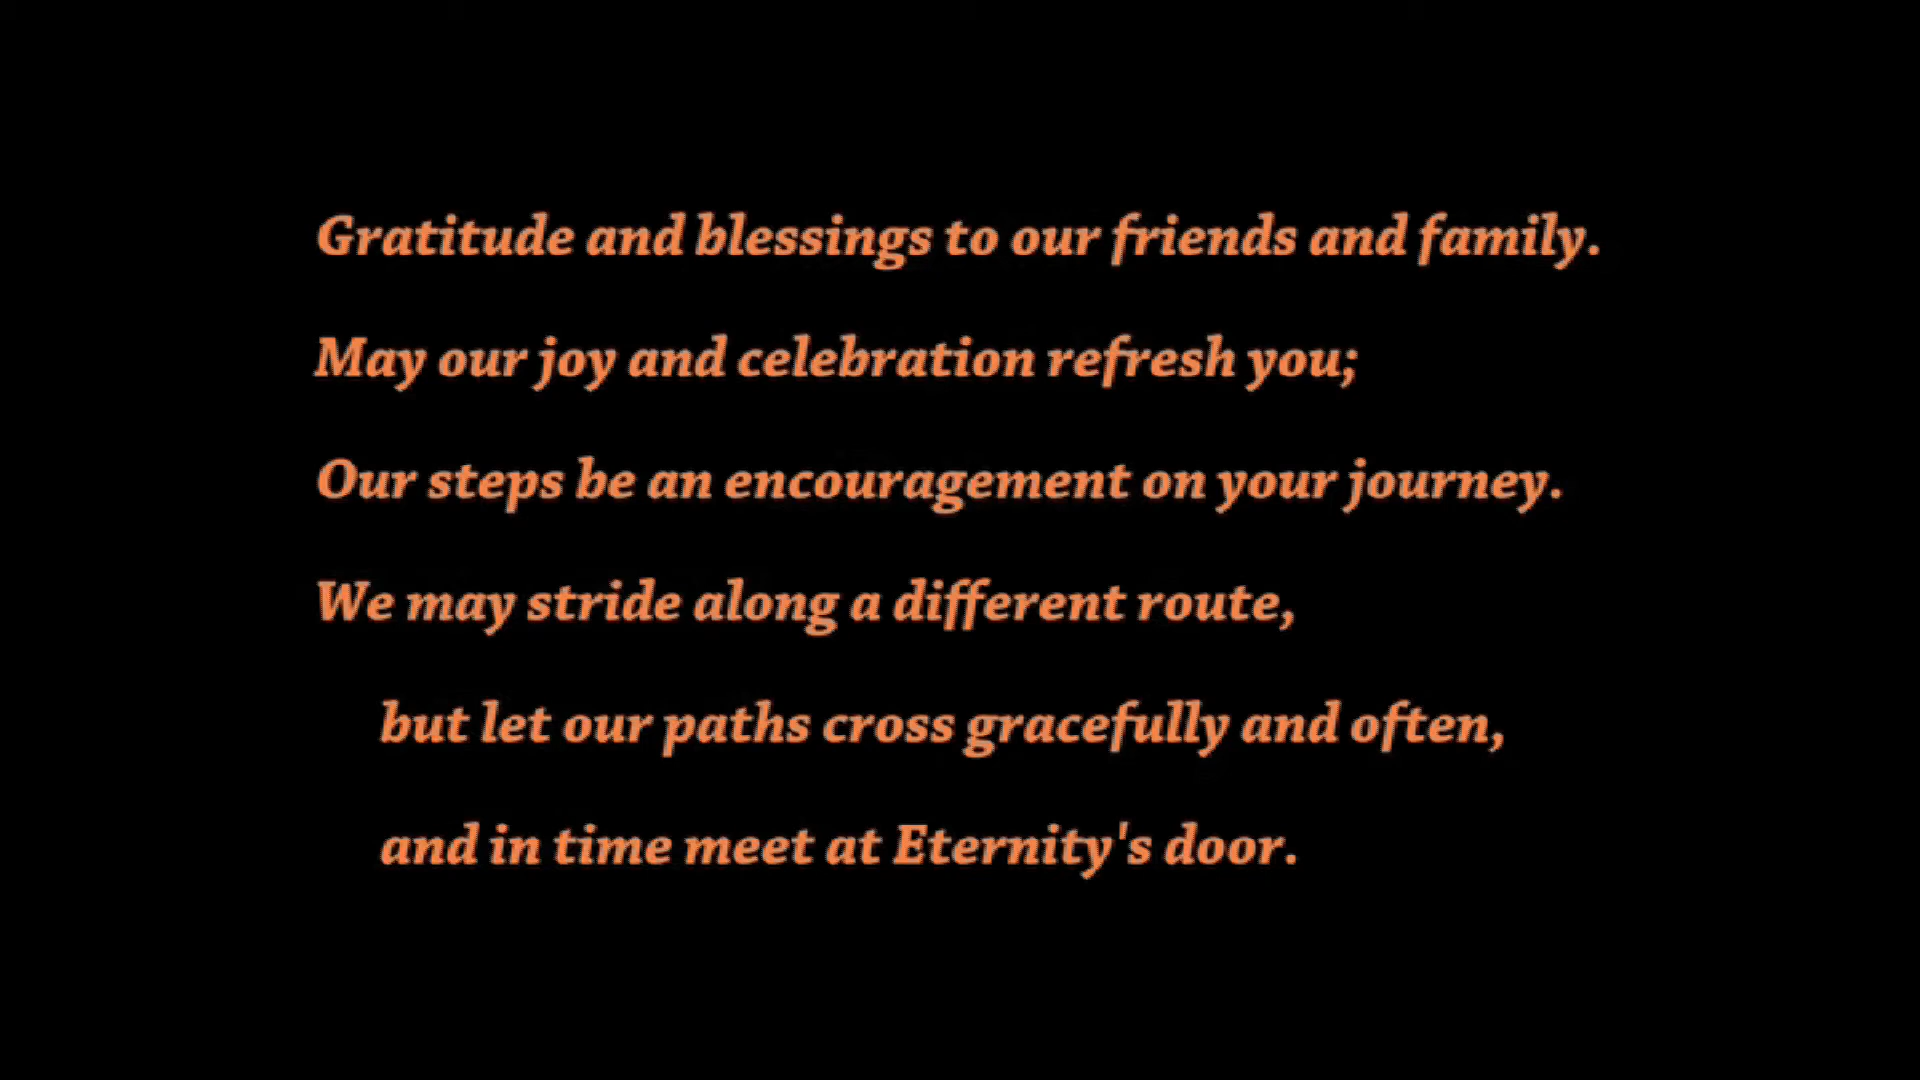 Gratitude and blessings to our friends and family.
May our joy and celebration refresh you;
Our steps be an encouragement on your journey.
We may stride along a different route,
but let our paths cross gracefully and often,
and in time meet at Eternity's door.